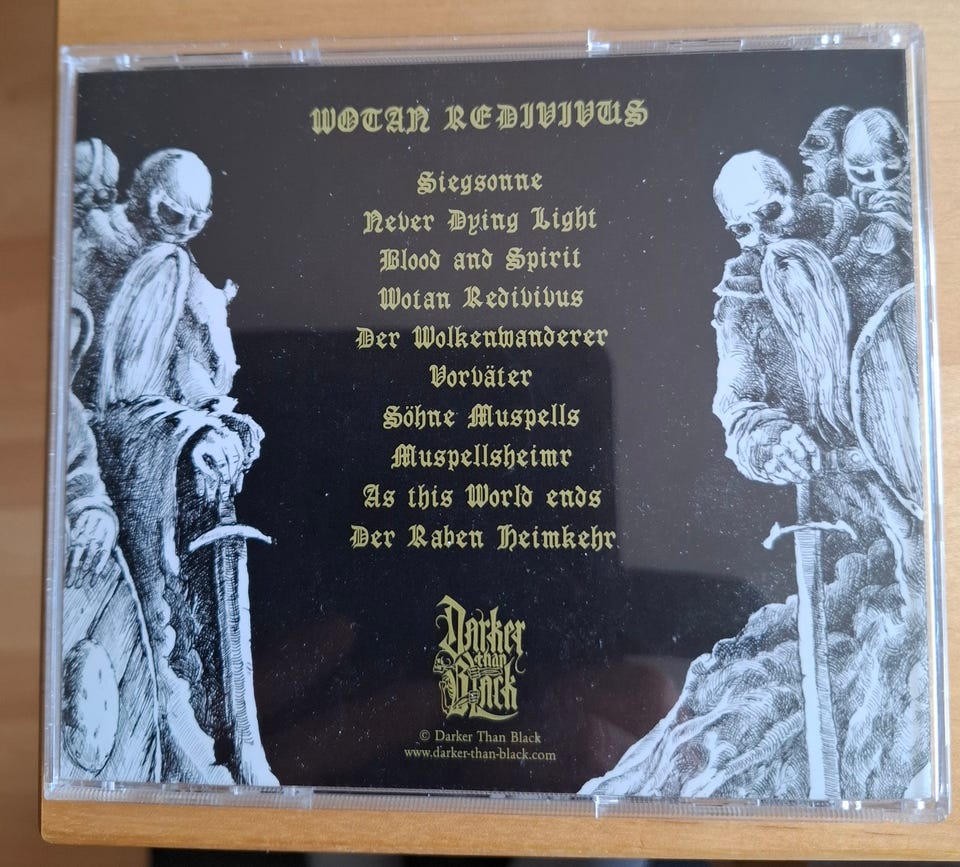 WOTAN REDIVIVUS
Siegsonne
Never Dying Light
Blood and Spirit
Wotan Redivivus
Der Wolkenwanderer
Vorväter
Söhne Muspells
Muspellsheimr
As this World ends
Der Raben Heimkehr
Darker
than
Black
© Darker Than Black
www.darker-than-black.com